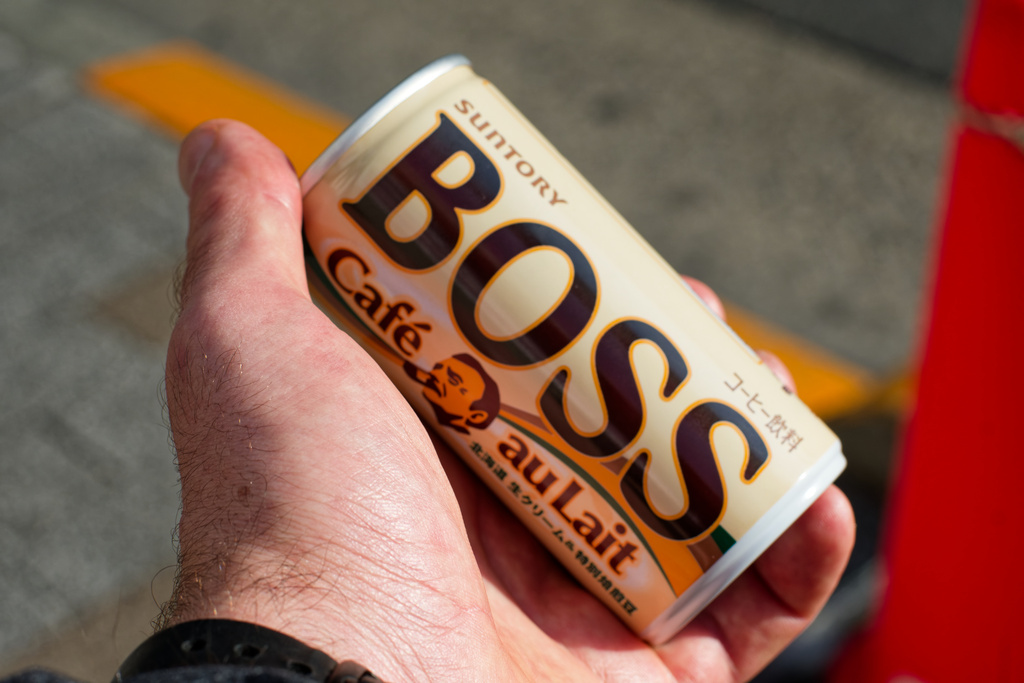 SUNTORY
BOSS
コーヒー飲料
Café
au Lait
北海道 生クリーム&特別焙煎豆